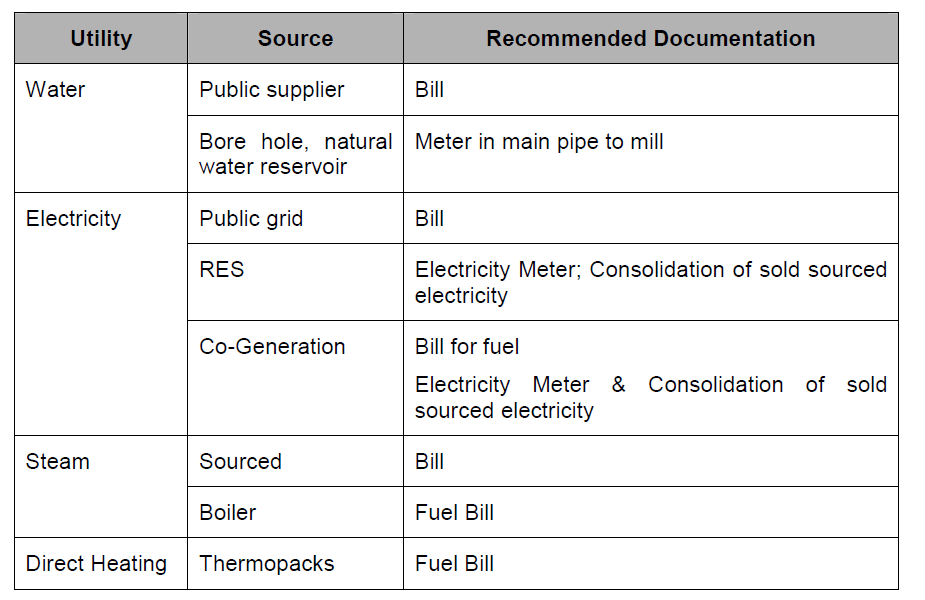 Utility Source Recommended Documentation
Water Public supplier Bill
Bore hole, natural Meter in main pipe to mill
water reservoir
Electricity Public grid Bill
RES Electricity Meter; Consolidation of sold sourced
electricity
Co-Generation Bill for fuel
Electricity Meter & Consolidation of sold
sourced electricity
Steam Sourced Bill
Boiler Fuel Bill
Direct Heating Thermopacks Fuel Bill